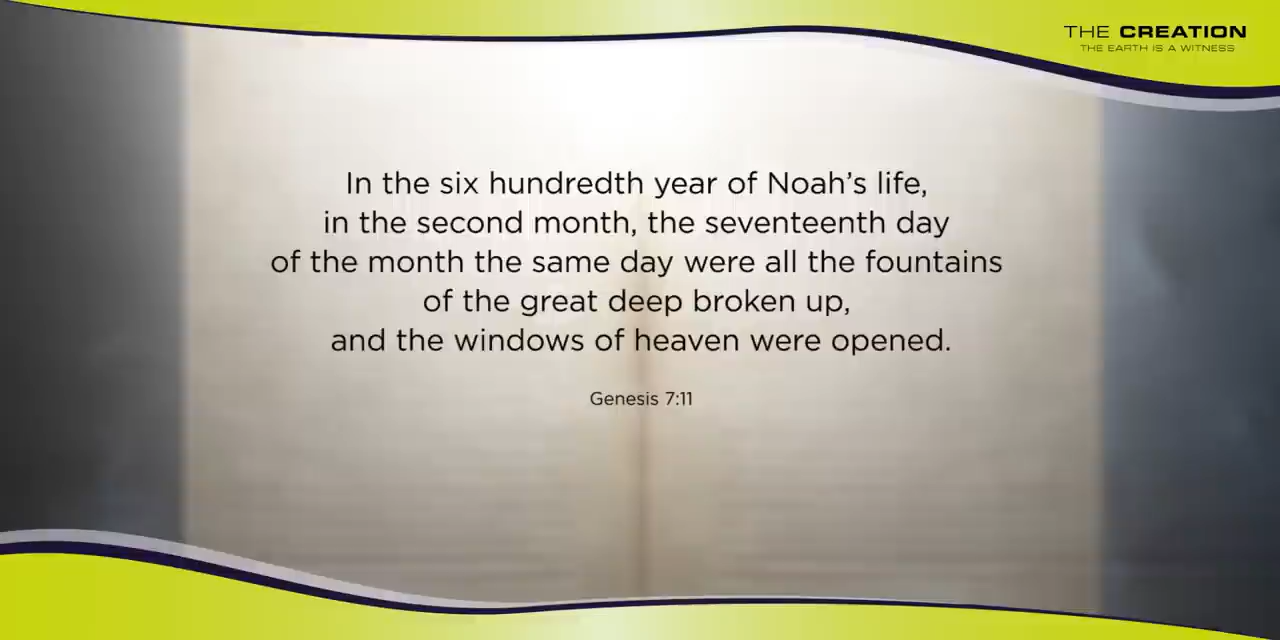 THE CREATION
THE EARTH IS A WITNESS
In the six hundredth year of Noah’s life,
in the second month, the seventeenth day
of the month the same day were all the fountains
of the great deep broken up,
and the windows of heaven were opened.
Genesis 7:11